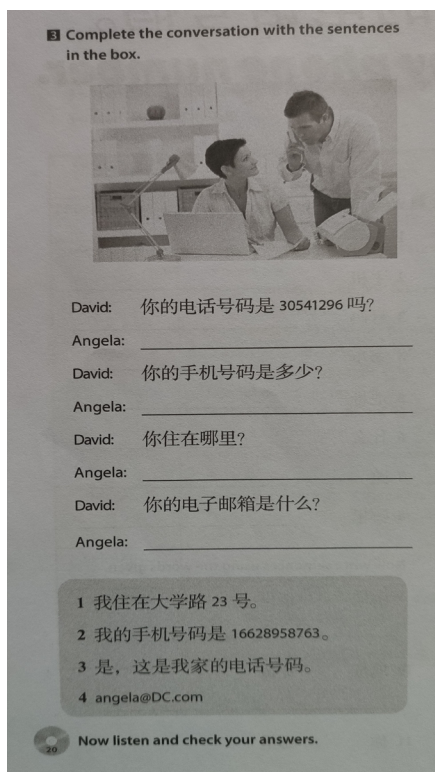 3 Complete the conversation with the sentences
in the box.
David: 你的电话号码是 30541296 吗?
Angela:
David: 你的手机号码是多少?
Angela:
David: 你住在哪里?
Angela:
David: 你的电子邮箱是什么?
Angela:
1 我住在大学路 23 号。
2 我的手机号码是 16628958763。
3 是，这是我家的电话号码。
4 angela@DC.com
20 Now listen and check your answers.